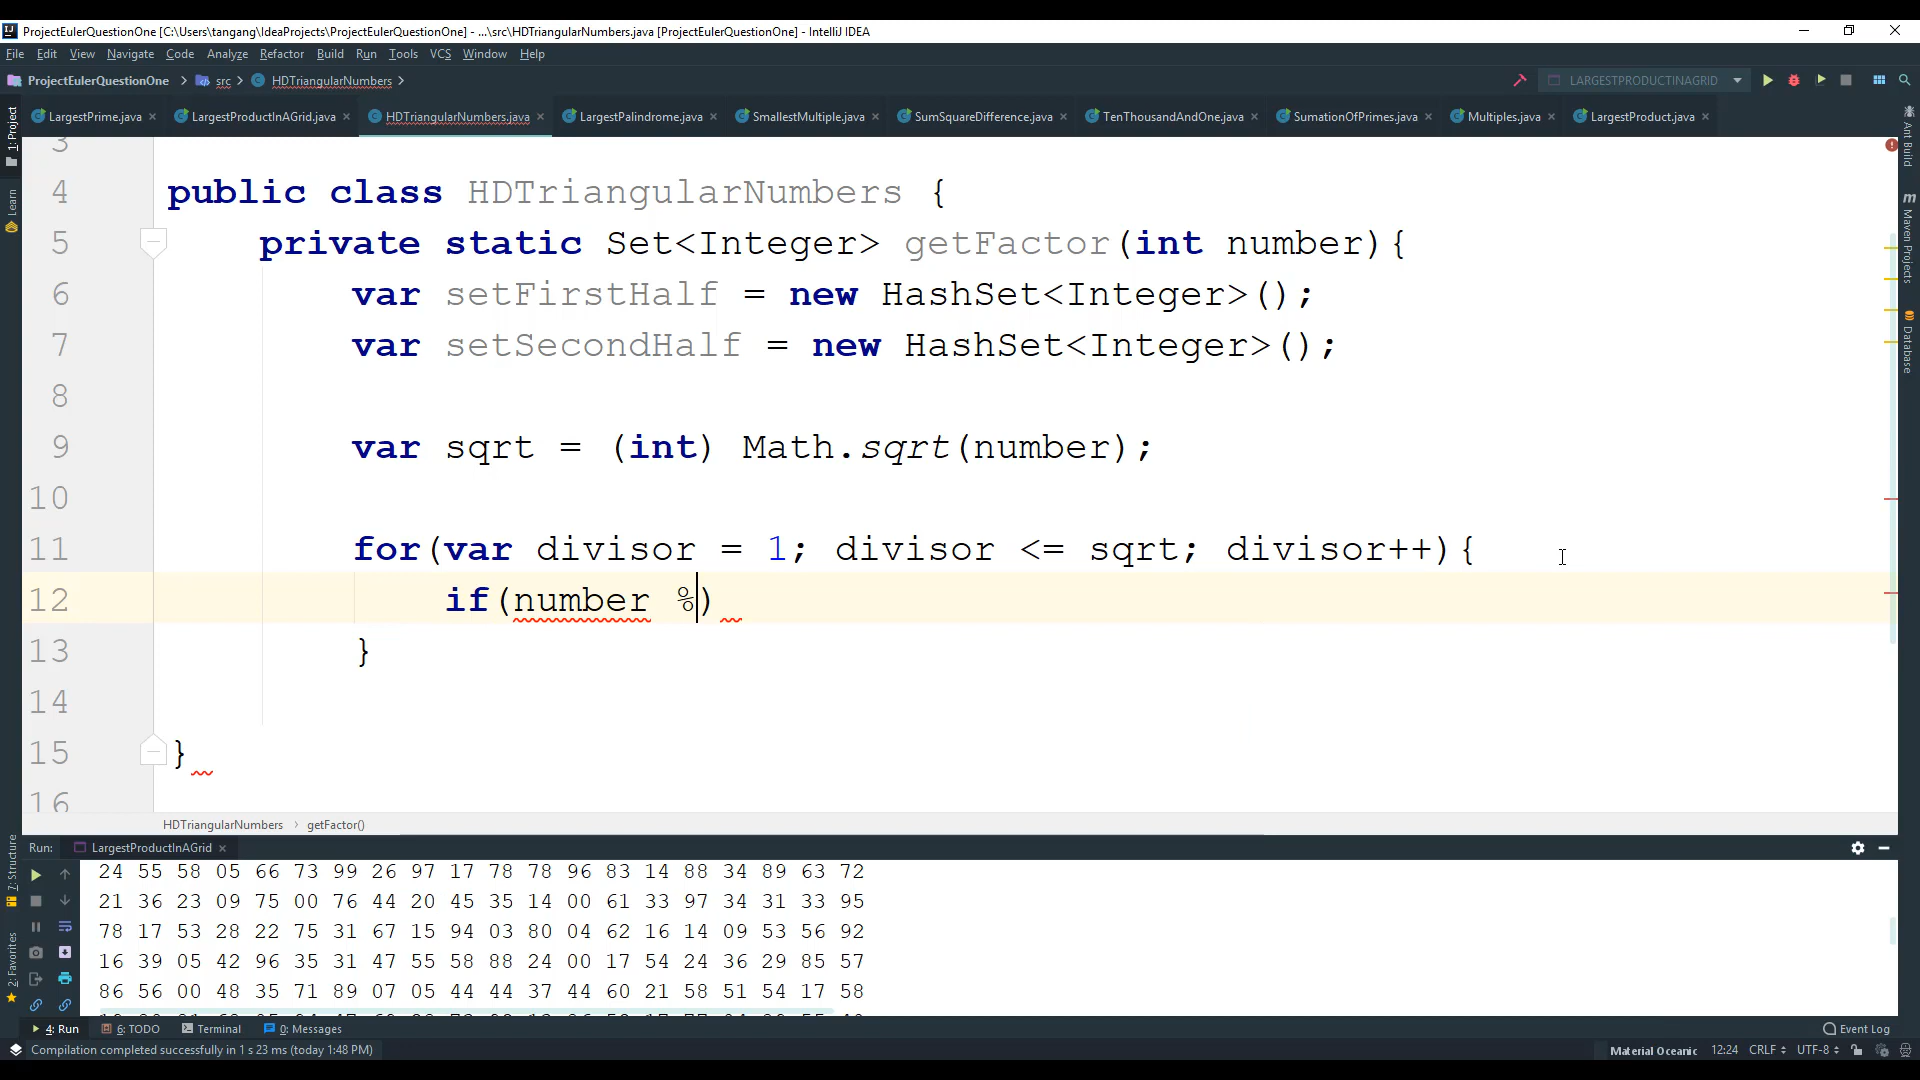 ProjectEulerQuestionOne [C:\Users\tangang\IdeaProjects\ProjectEulerQuestionOne] - ...\src\HDTriangularNumbers.java [ProjectEulerQuestionOne] - IntelliJ IDEA
File Edit View Navigate Code Analyze Refactor Build Run Tools VCS Window Help
ProjectEulerQuestionOne src HDTriangularNumbers LARGESTPRODUCTINAGRID
LargestPrime.java LargestProductInAGrid.java HDTriangularNumbers.java LargestPalindrome.java SmallestMultiple.java SumSquareDifference.java TenThousandAndOne.java SumationOfPrimes.java Multiples.java LargestProduct.java
1: Project
Learn
Z: Structure
2: Favorites
Ant Build
Maven Projects
Database
3
4 public class HDTriangularNumbers {
5 private static Set<Integer> getFactor(int number){
6 var setFirstHalf = new HashSet<Integer>();
7 var setSecondHalf = new HashSet<Integer>();
8
9 var sqrt = (int) Math.sqrt(number);
10
11 for(var divisor = 1; divisor <= sqrt; divisor++){
12 if(number %)
13 }
14
15 }
16
HDTriangularNumbers > getFactor()
Run: LargestProductInAGrid
24 55 58 05 66 73 99 26 97 17 78 78 96 83 14 88 34 89 63 72
21 36 23 09 75 00 76 44 20 45 35 14 00 61 33 97 34 31 33 95
78 17 53 28 22 75 31 67 15 94 03 80 04 62 16 14 09 53 56 92
16 39 05 42 96 35 31 47 55 58 88 24 00 17 54 24 36 29 85 57
86 56 00 48 35 71 89 07 05 44 44 37 44 60 21 58 51 54 17 58
4: Run 6: TODO Terminal 0: Messages Event Log
Compilation completed successfully in 1 s 23 ms (today 1:48 PM) Material Oceanic 12:24 CRLF UTF-8